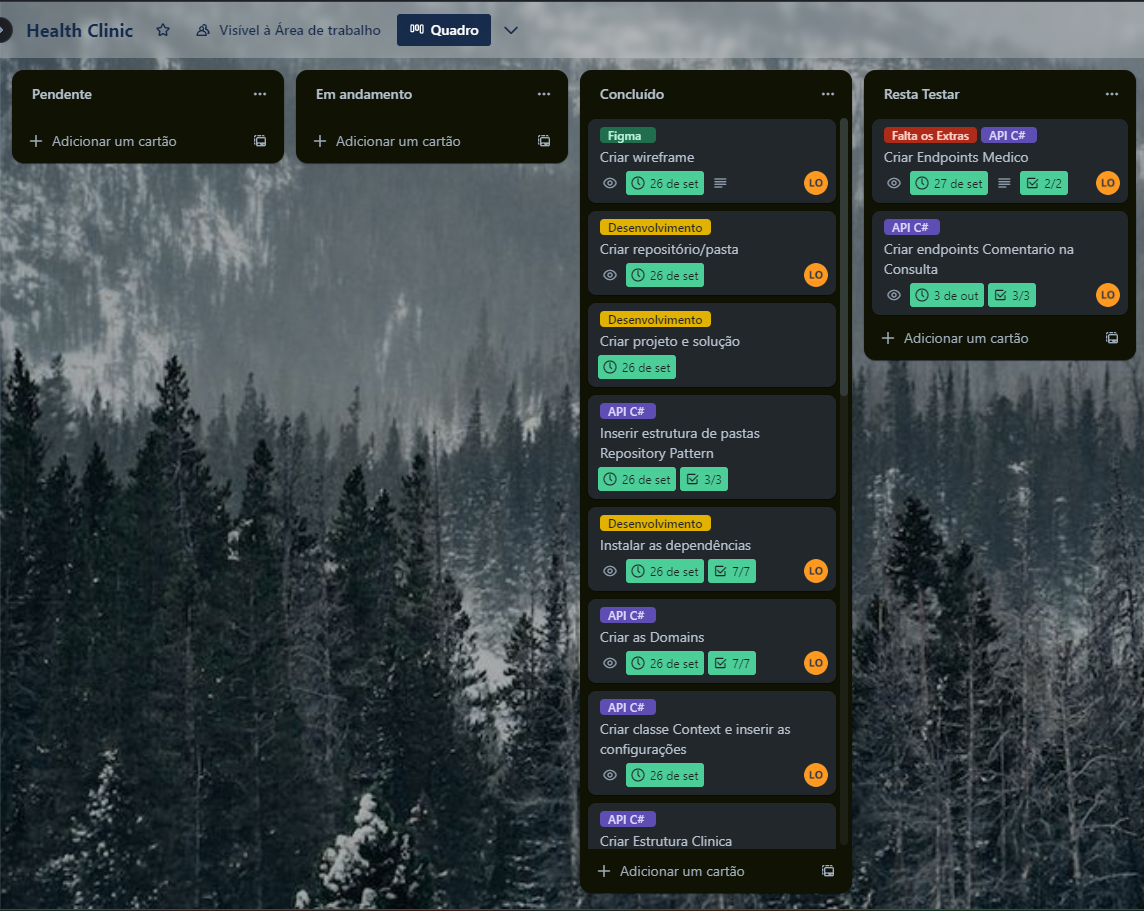 Health Clinic
Visível à Área de trabalho
Quadro
Pendente
Adicionar um cartão
Em andamento
Adicionar um cartão
Concluído
Figma
Criar wireframe
26 de set
LO
Desenvolvimento
Criar repositório/pasta
26 de set
LO
Desenvolvimento
Criar projeto e solução
26 de set
API C#
Inserir estrutura de pastas
Repository Pattern
26 de set 3/3
Desenvolvimento
Instalar as dependências
26 de set 7/7
LO
API C#
Criar as Domains
26 de set 7/7
LO
API C#
Criar classe Context e inserir as
configurações
26 de set
LO
API C#
Criar Estrutura Clinica
Adicionar um cartão
Resta Testar
Falta os Extras API C#
Criar Endpoints Medico
27 de set 2/2
LO
API C#
Criar endpoints Comentario na
Consulta
3 de out 3/3
LO
Adicionar um cartão